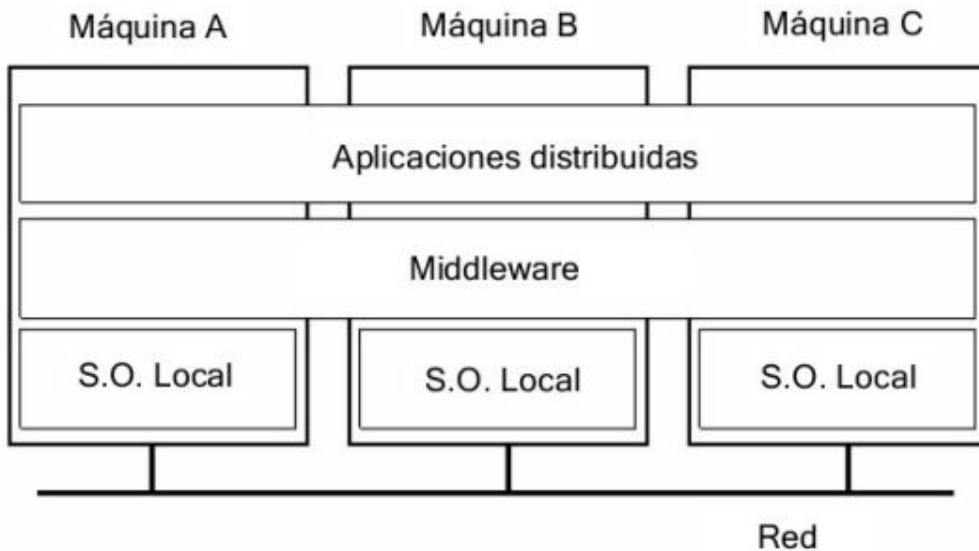 Máquina A
Máquina B
Máquina C
Aplicaciones distribuidas
Middleware
S.O. Local
S.O. Local
S.O. Local
Red